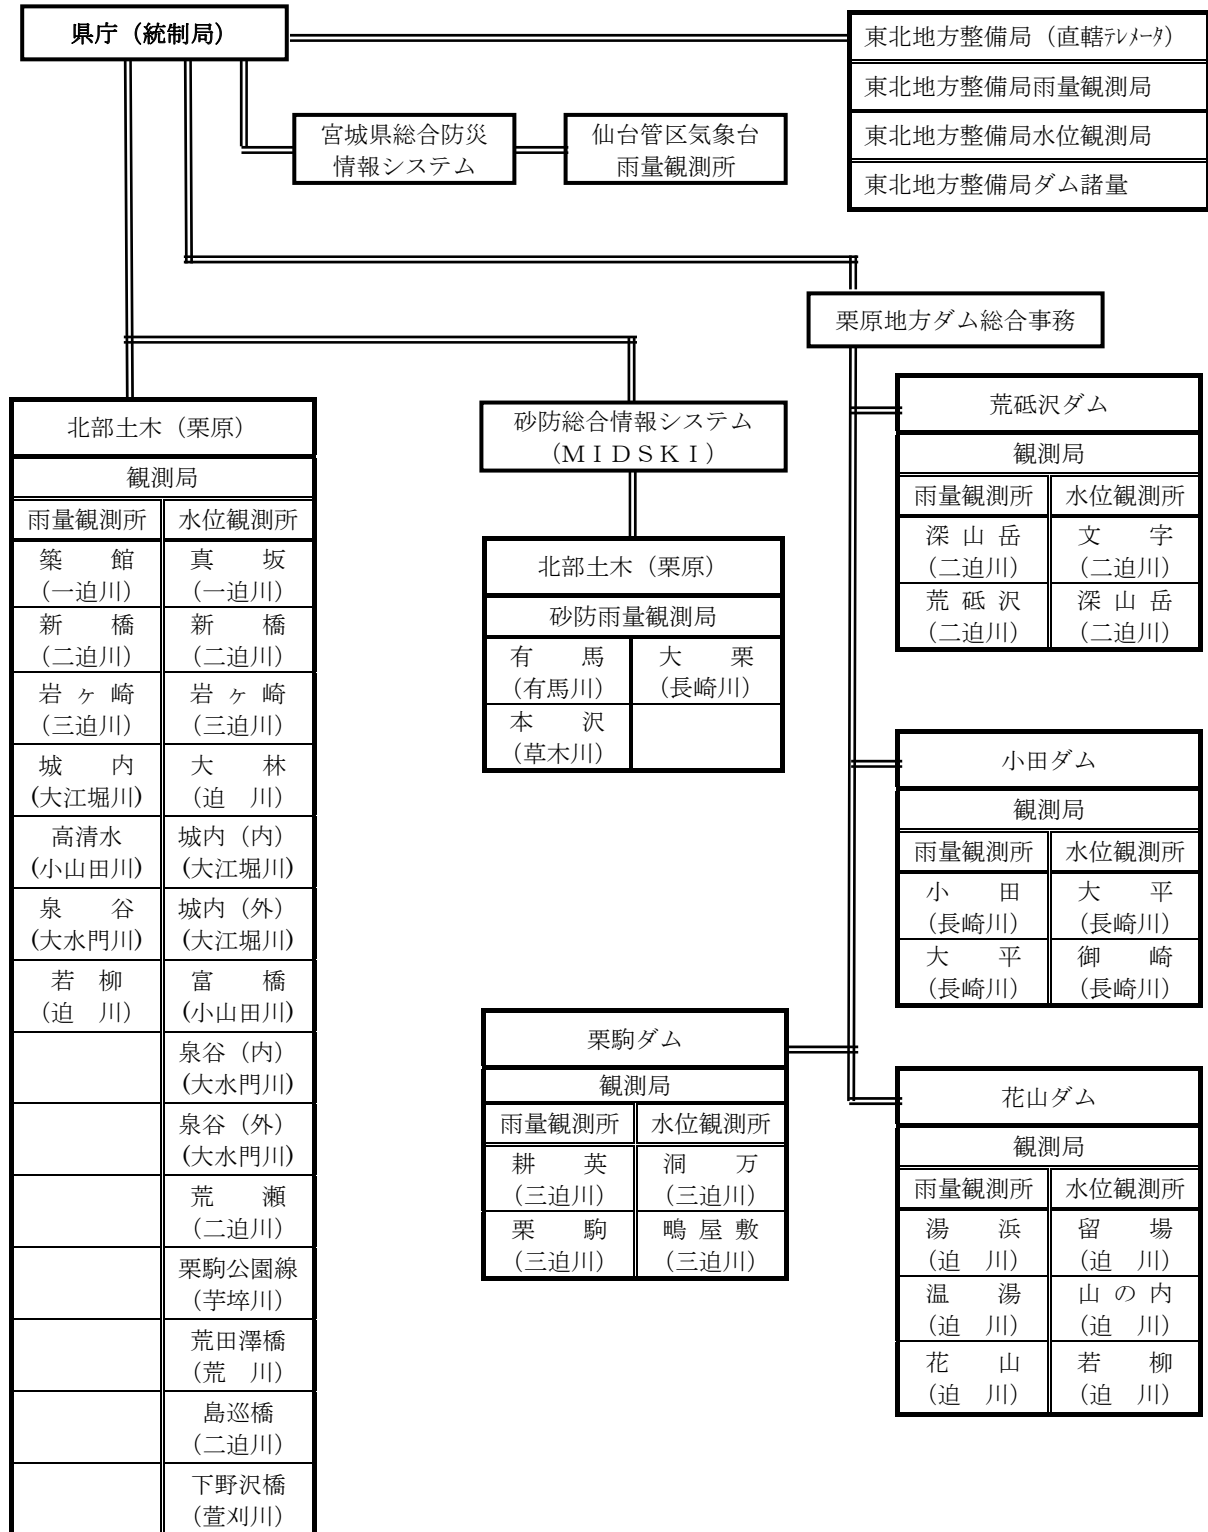 県庁（統制局）
東北地方整備局（直轄ﾃﾚﾒｰﾀ）
東北地方整備局雨量観測局
東北地方整備局水位観測局
東北地方整備局ダム諸量
宮城県総合防災
情報システム
仙台管区気象台
雨量観測所
栗原地方ダム総合事務
北部土木（栗原）
観測局
雨量観測所 水位観測所
築　館 真　坂
（一迫川） （一迫川）
新　橋 新　橋
（二迫川） （二迫川）
岩ヶ崎 岩ヶ崎
（三迫川） （三迫川）
城　内 大　林
(大江堀川) （迫　川）
高清水 城内（内）
(小山田川) (大江堀川)
泉　谷 城内（外）
(大水門川) (大江堀川)
若　柳 富　橋
（迫　川） (小山田川)
泉谷（内）
(大水門川)
泉谷（外）
(大水門川)
荒　瀬
（二迫川）
栗駒公園線
（芋埣川）
荒田澤橋
（荒　川）
島巡橋
（二迫川）
下野沢橋
（萱刈川）
砂防総合情報システム
（ＭＩＤＳＫＩ）
北部土木（栗原）
砂防雨量観測局
有　馬 大　栗
（有馬川） （長崎川）
本　沢
（草木川）
栗駒ダム
観測局
雨量観測所 水位観測所
耕　英 洞　万
（三迫川） （三迫川）
栗　駒 鴫屋敷
（三迫川） （三迫川）
荒砥沢ダム
観測局
雨量観測所 水位観測所
深山岳 文　字
（二迫川） （二迫川）
荒砥沢 深山岳
（二迫川） （二迫川）
小田ダム
観測局
雨量観測所 水位観測所
小　田 大　平
（長崎川） （長崎川）
大　平 御　崎
（長崎川） （長崎川）
花山ダム
観測局
雨量観測所 水位観測所
湯　浜 留　場
（迫　川） （迫　川）
温　湯 山の内
（迫　川） （迫　川）
花　山 若　柳
（迫　川） （迫　川）